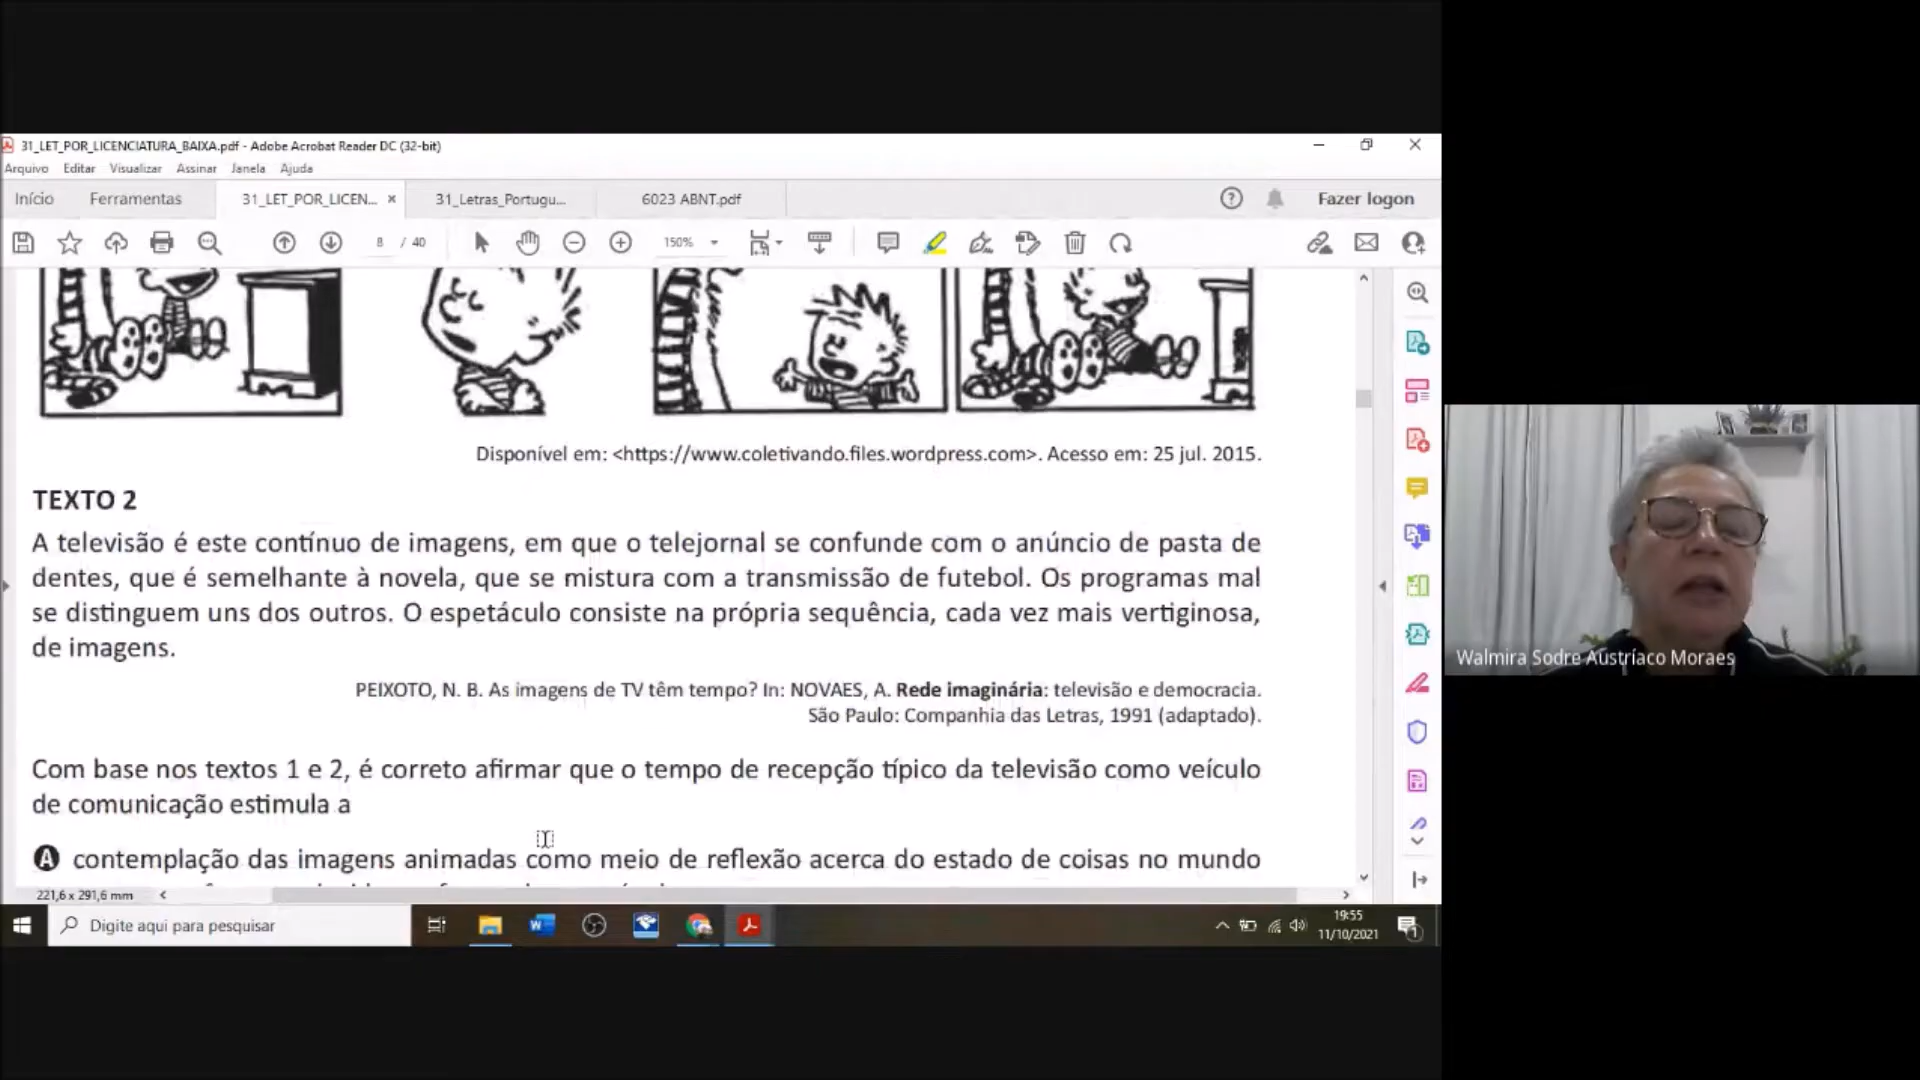 31_LET_POR_LICENCIATURA_BAIXA.pdf - Adobe Acrobat Reader DC (32-bit)
Arquivo Editar Visualizar Assinar Janela Ajuda
Início Ferramentas 31_LET_POR_LICEN... × 31_Letras_Portugu... 6023 ABNT.pdf Fazer logon
8 / 40 150%
Disponível em: <https://www.coletivando.files.wordpress.com>. Acesso em: 25 jul. 2015.
TEXTO 2
A televisão é este contínuo de imagens, em que o telejornal se confunde com o anúncio de pasta de
dentes, que é semelhante à novela, que se mistura com a transmissão de futebol. Os programas mal
se distinguem uns dos outros. O espetáculo consiste na própria sequência, cada vez mais vertiginosa,
de imagens.
PEIXOTO, N. B. As imagens de TV têm tempo? In: NOVAES, A. Rede imaginária: televisão e democracia.
São Paulo: Companhia das Letras, 1991 (adaptado).
Com base nos textos 1 e 2, é correto afirmar que o tempo de recepção típico da televisão como veículo
de comunicação estimula a
A contemplação das imagens animadas como meio de reflexão acerca do estado de coisas no mundo
221,6 x 291,6 mm
Digite aqui para pesquisar
19:55
11/10/2021
1
Walmira Sodre Austríaco Moraes